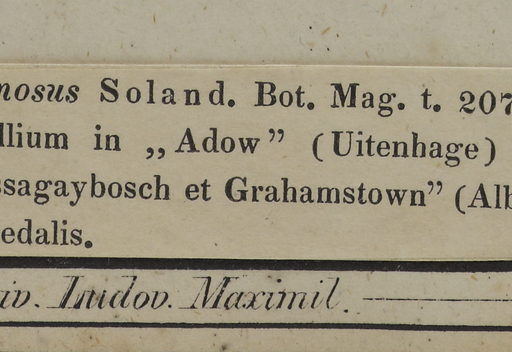 nosus Soland. Bot. Mag. t. 207
llium in „Adow” (Uitenhage)
ssagaybosch et Grahamstown” (Alb
edalis.
iv. Ludov. Maximil.